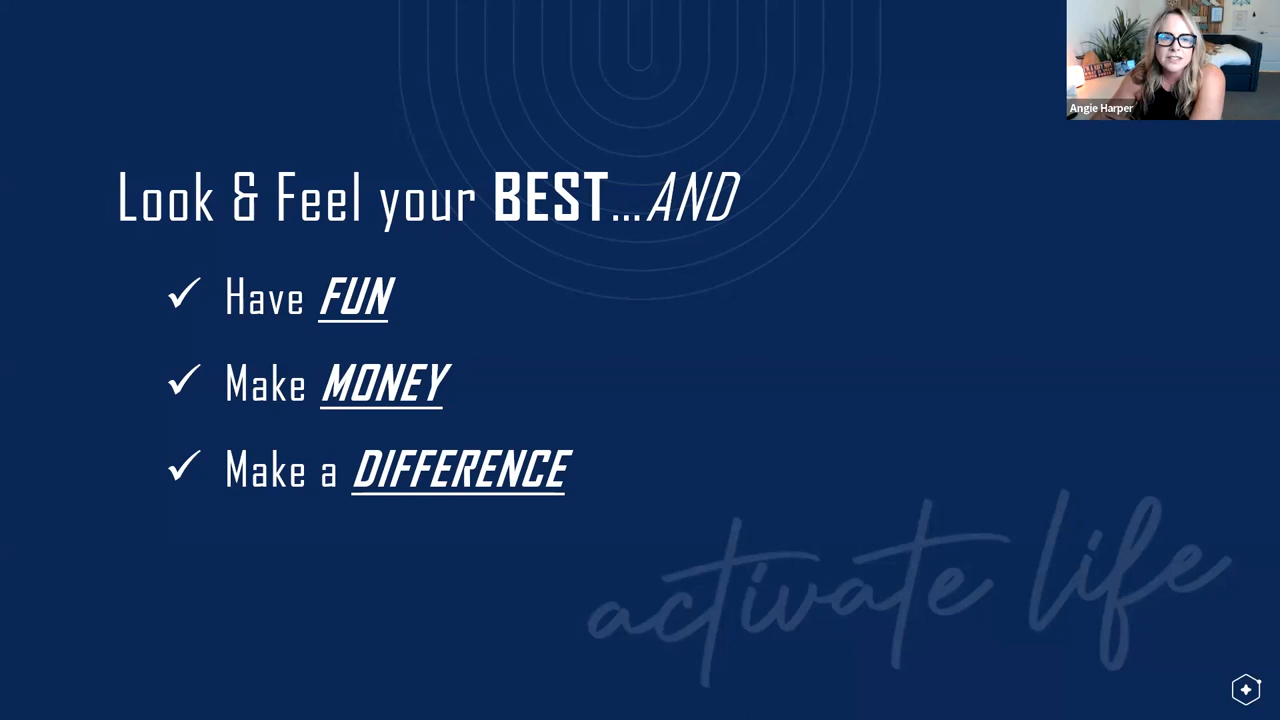 Angie Harper
Look & Feel your BEST...AND
✓ Have FUN
✓ Make MONEY
✓ Make a DIFFERENCE
activate life